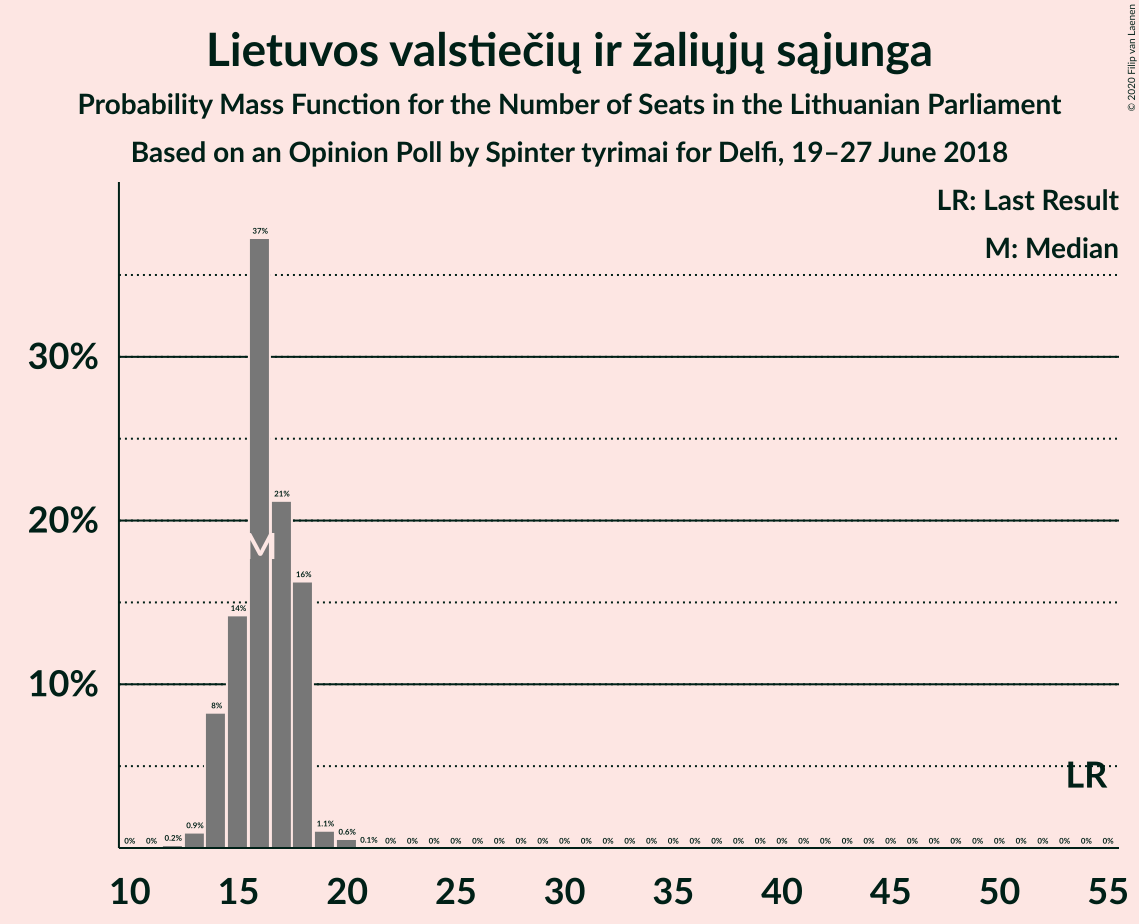 Lietuvos valstiečių ir žaliųjų sąjunga
Probability Mass Function for the Number of Seats in the Lithuanian Parliament
Based on an Opinion Poll by Spinter tyrimai for Delfi, 19–27 June 2018
© 2020 Filip van Laenen
LR: Last Result
M: Median
30%
20%
10%
0% 0% 0.2% 0.9% 8% 14% 37% 21% 16% 1.1% 0.6% 0.1% 0% 0% 0% 0% 0% 0% 0% 0% 0% 0% 0% 0% 0% 0% 0% 0% 0% 0% 0% 0% 0% 0% 0% 0% 0% 0% 0% 0% 0% 0% 0% 0% 0% 0%
M
LR
10 15 20 25 30 35 40 45 50 55